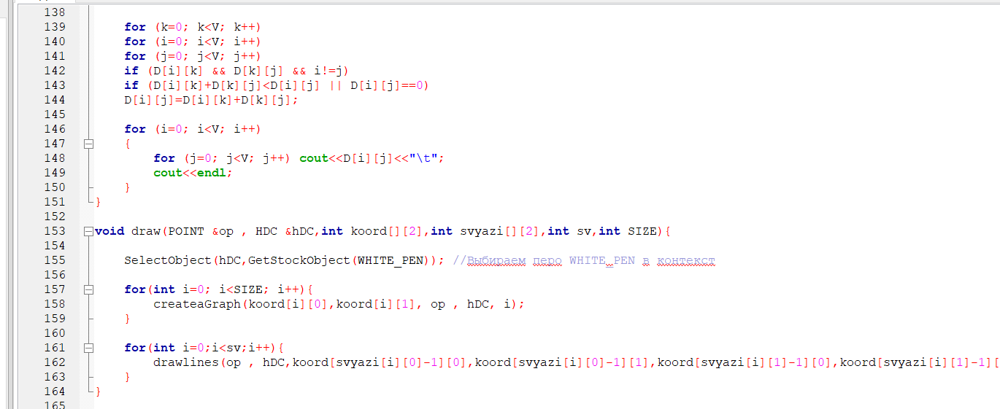 138
139 for (k=0; k<V; k++)
140 for (i=0; i<V; i++)
141 for (j=0; j<V; j++)
142 if (D[i][k] && D[k][j] && i!=j)
143 if (D[i][k]+D[k][j]<D[i][j] || D[i][j]==0)
144 D[i][j]=D[i][k]+D[k][j];
145
146 for (i=0; i<V; i++)
147 {
148 for (j=0; j<V; j++) cout<<D[i][j]<<"\t";
149 cout<<endl;
150 }
151 }
152
153 void draw(POINT &op , HDC &hDC,int koord[][2],int svyazi[][2],int sv,int SIZE){
154
155 SelectObject(hDC,GetStockObject(WHITE_PEN)); //Выбираем перо WHITE_PEN в контекст
156
157 for(int i=0; i<SIZE; i++){
158 createaGraph(koord[i][0],koord[i][1], op , hDC, i);
159 }
160
161 for(int i=0;i<sv;i++){
162 drawlines(op , hDC,koord[svyazi[i][0]-1][0],koord[svyazi[i][0]-1][1],koord[svyazi[i][1]-1][0],koord[svyazi[i][1]-1][
163 }
164 }
165